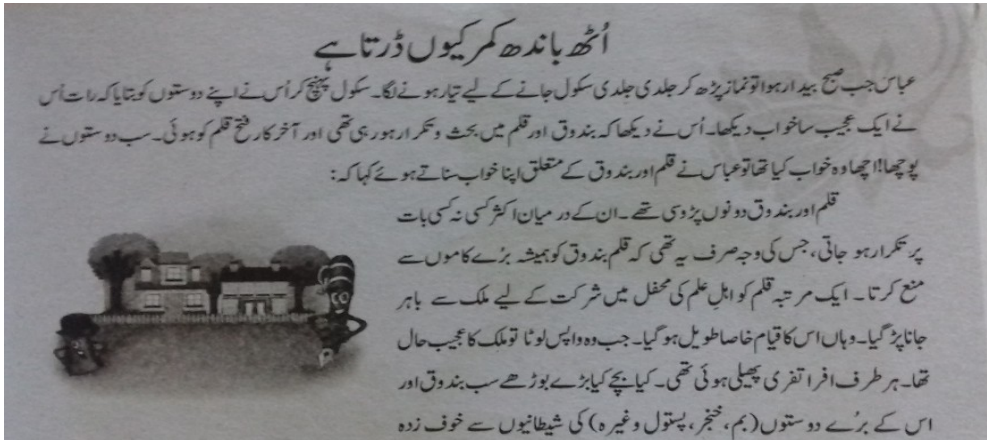 اُٹھ باندھ کمر کیوں ڈرتا ہے
عباس جب صبح بیدار ہوا تو نماز پڑھ کر جلدی جلدی سکول جانے کے لیے تیار ہونے لگا۔ سکول پہنچ کر اُس نے اپنے دوستوں کو بتایا کہ رات اُس
نے ایک عجیب سا خواب دیکھا۔ اُس نے دیکھا کہ بندوق اور قلم میں بحث و تکرار ہو رہی تھی اور آخر کار فتح قلم کو ہوئی۔ سب دوستوں نے
پوچھا! اچھا وہ خواب کیا تھا تو عباس نے قلم اور بندوق کے متعلق اپنا خواب سناتے ہوئے کہا کہ:
قلم اور بندوق دونوں پڑوسی تھے۔ ان کے درمیان اکثر کسی نہ کسی بات
پر تکرار ہو جاتی، جس کی وجہ صرف یہ تھی کہ قلم بندوق کو ہمیشہ بُرے کاموں سے
منع کرتا۔ ایک مرتبہ قلم کو اہلِ علم کی محفل میں شرکت کے لیے ملک سے باہر
جانا پڑ گیا۔ وہاں اس کا قیام خاصا طویل ہو گیا۔ جب وہ واپس لوٹا تو ملک کا عجیب حال
تھا۔ ہر طرف افراتفری پھیلی ہوئی تھی۔ کیا بچے کیا بڑے بوڑھے سب بندوق اور
اس کے بُرے دوستوں (بم، خنجر، پستول وغیرہ) کی شیطانیوں سے خوف زدہ